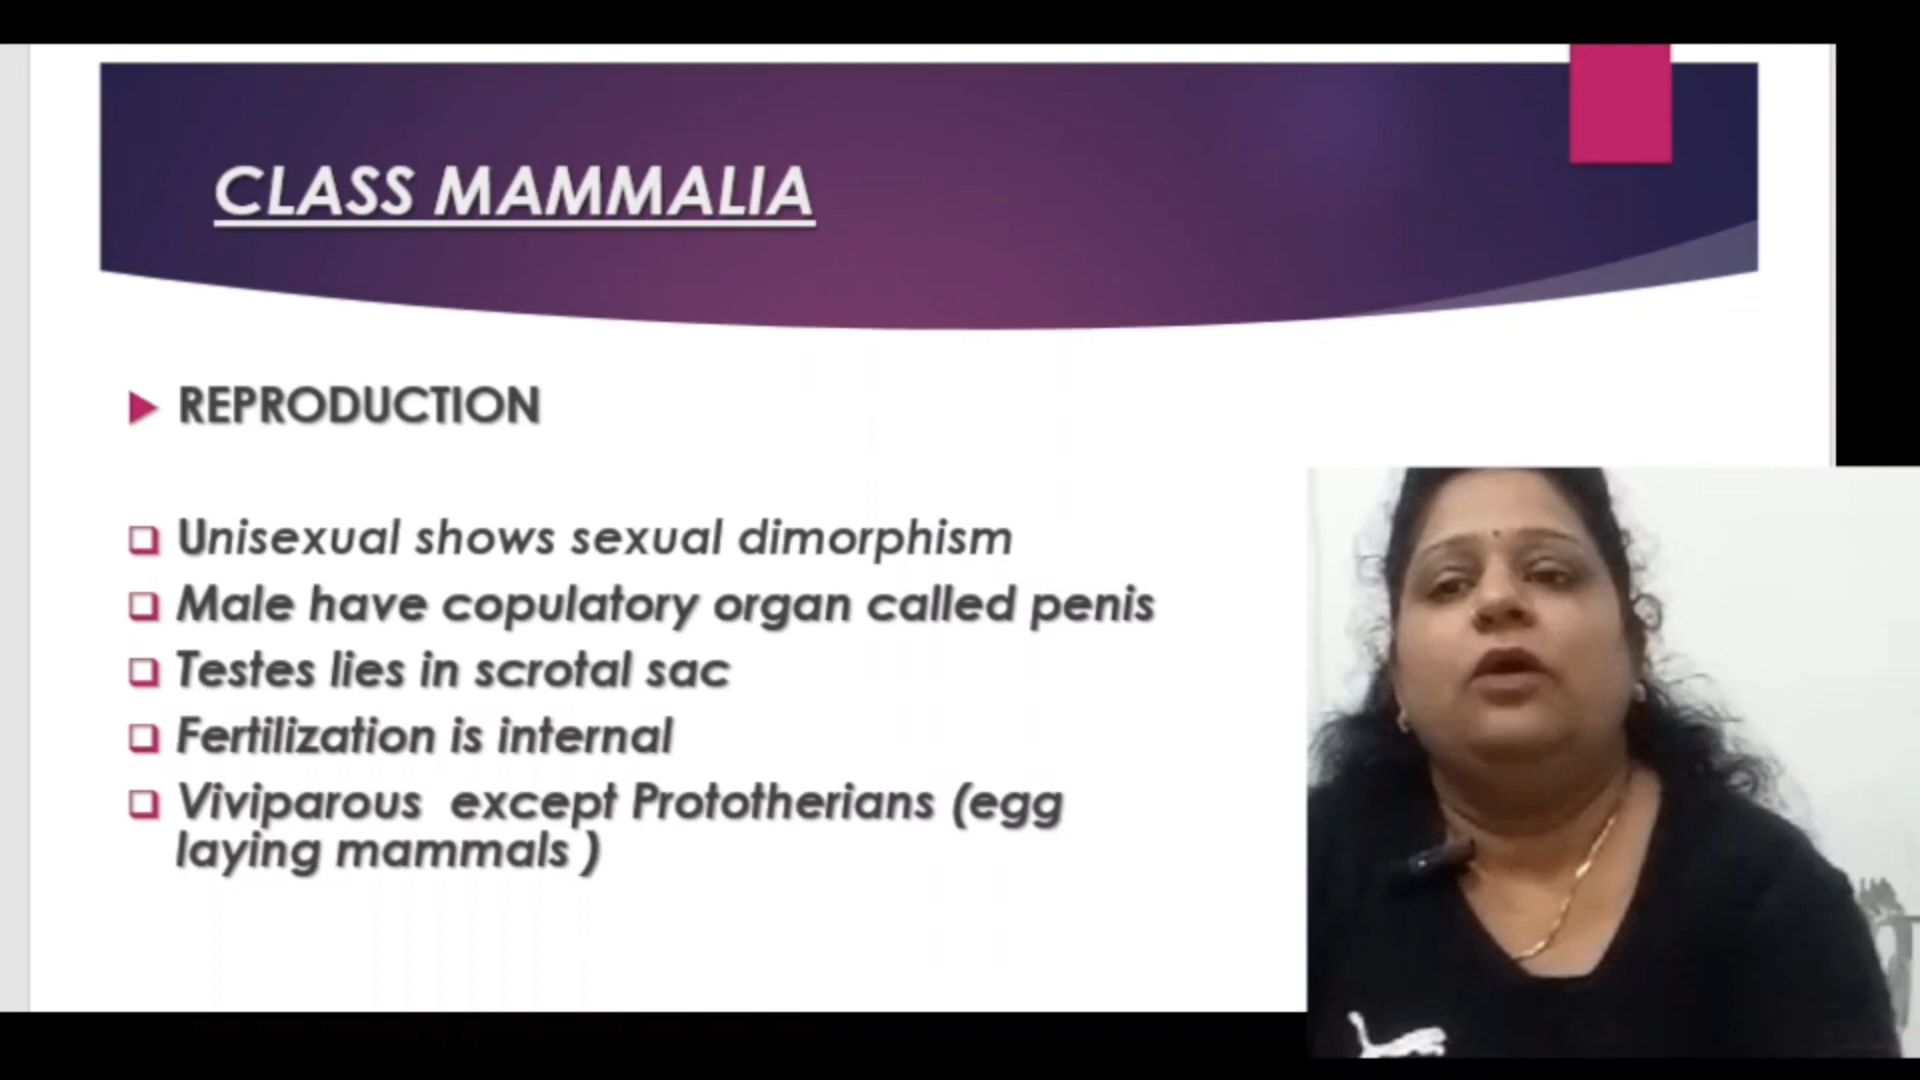 CLASS MAMMALIA
REPRODUCTION
Unisexual shows sexual dimorphism
Male have copulatory organ called penis
Testes lies in scrotal sac
Fertilization is internal
Viviparous except Prototherians (egg
laying mammals )